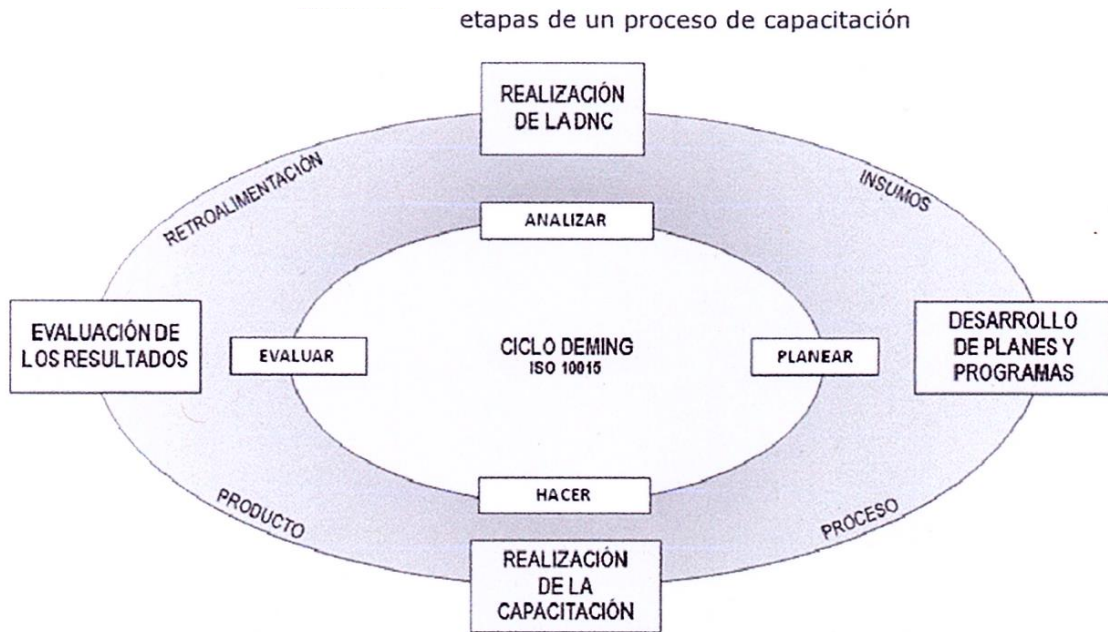 etapas de un proceso de capacitación
REALIZACIÓN
DE LA DNC
RETROALIMENTACIÓN
INSUMOS
ANALIZAR
EVALUACIÓN DE
LOS RESULTADOS
EVALUAR
CICLO DEMING
ISO 10015
PLANEAR
DESARROLLO
DE PLANES Y
PROGRAMAS
HACER
PRODUCTO
PROCESO
REALIZACIÓN
DE LA
CAPACITACIÓN